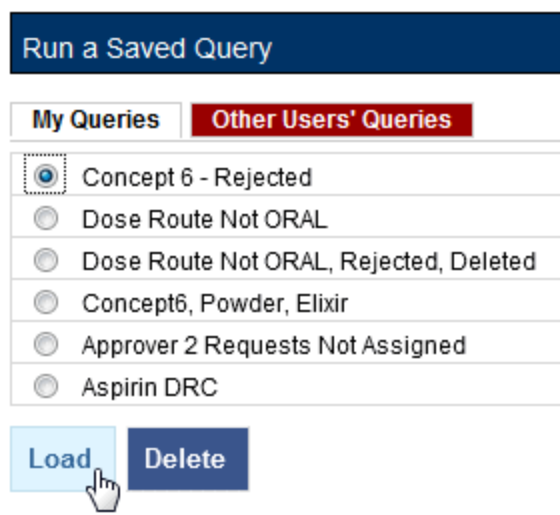 Run a Saved Query
My Queries Other Users' Queries
Concept 6 - Rejected
Dose Route Not ORAL
Dose Route Not ORAL, Rejected, Deleted
Concept6, Powder, Elixir
Approver 2 Requests Not Assigned
Aspirin DRC
Load Delete